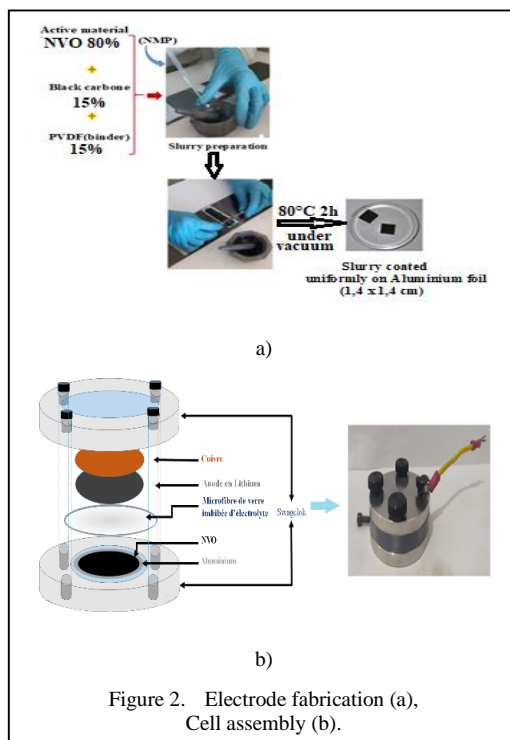 Active material
NVO 80%
+
Black carbone
15%
+
PVDF(binder)
15%
(NMP)
Slurry preparation
80°C 2h
under
vacuum
Slurry coated
uniformly on Aluminium foil
(1,4 x1,4 cm)
a)
Cuivre
Anode en Lithium
Microfibre de verre
imbibée d'électrolyte
Swagelok
NVO
Aluminium
b)
Figure 2. Electrode fabrication (a),
Cell assembly (b).